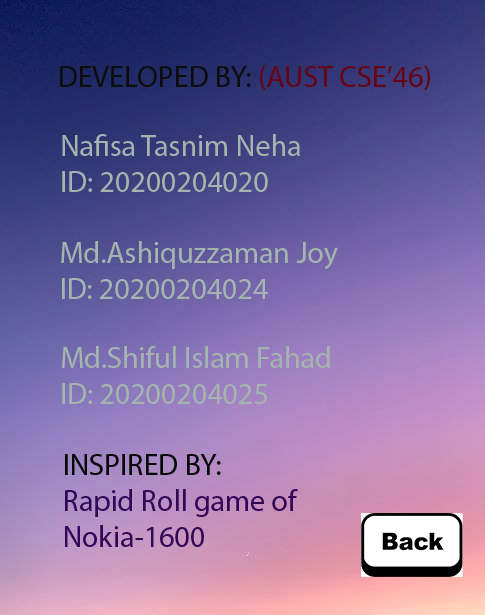 DEVELOPED BY: (AUST CSE’46)
Nafisa Tasnim Neha
ID: 20200204020
Md.Ashiquzzaman Joy
ID: 20200204024
Md.Shiful Islam Fahad
ID: 20200204025
INSPIRED BY:
Rapid Roll game of
Nokia-1600
Back